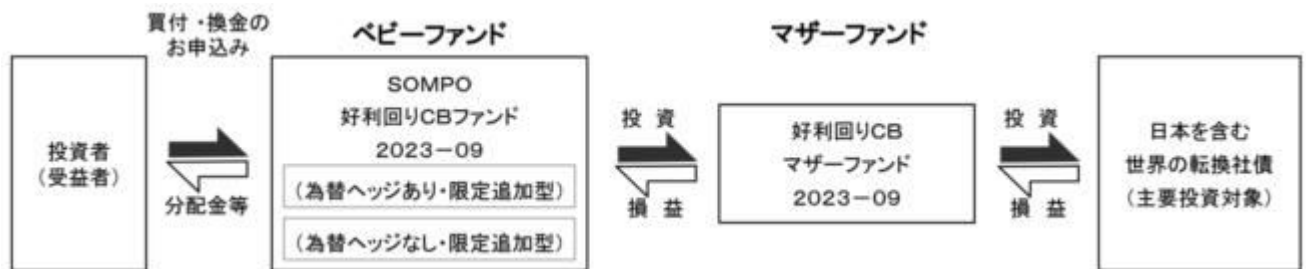 買付・換金の
お申込み
ベビーファンド
マザーファンド
投資者
(受益者)
分配金等
SOMPO
好利回りCBファンド
2023-09
(為替ヘッジあり・限定追加型)
(為替ヘッジなし・限定追加型)
投 資
損 益
好利回りCB
マザーファンド
2023-09
投 資
損 益
日本を含む
世界の転換社債
(主要投資対象)